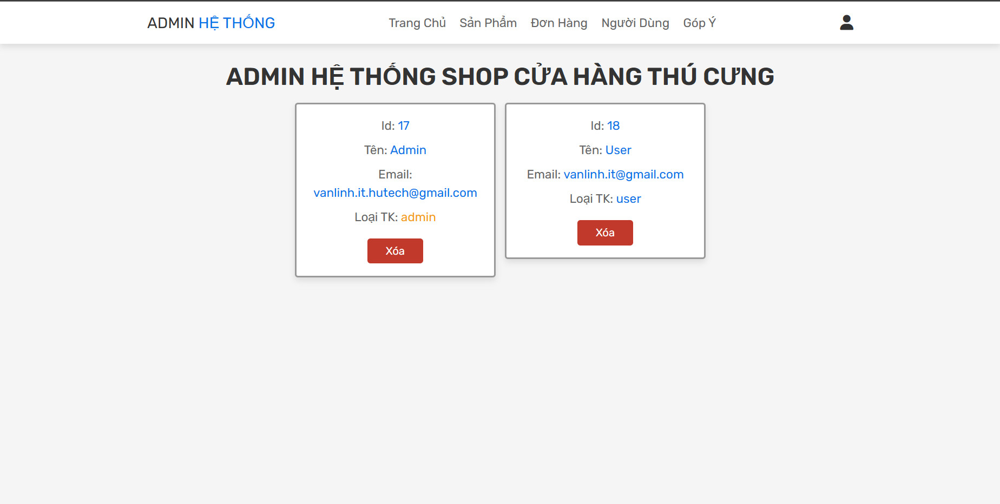 ADMIN HỆ THỐNG
Trang Chủ Sản Phẩm Đơn Hàng Người Dùng Góp Ý
ADMIN HỆ THỐNG SHOP CỬA HÀNG THÚ CƯNG
Id: 17
Tên: Admin
Email:
vanlinh.it.hutech@gmail.com
Loại TK: admin
Xóa
Id: 18
Tên: User
Email: vanlinh.it@gmail.com
Loại TK: user
Xóa